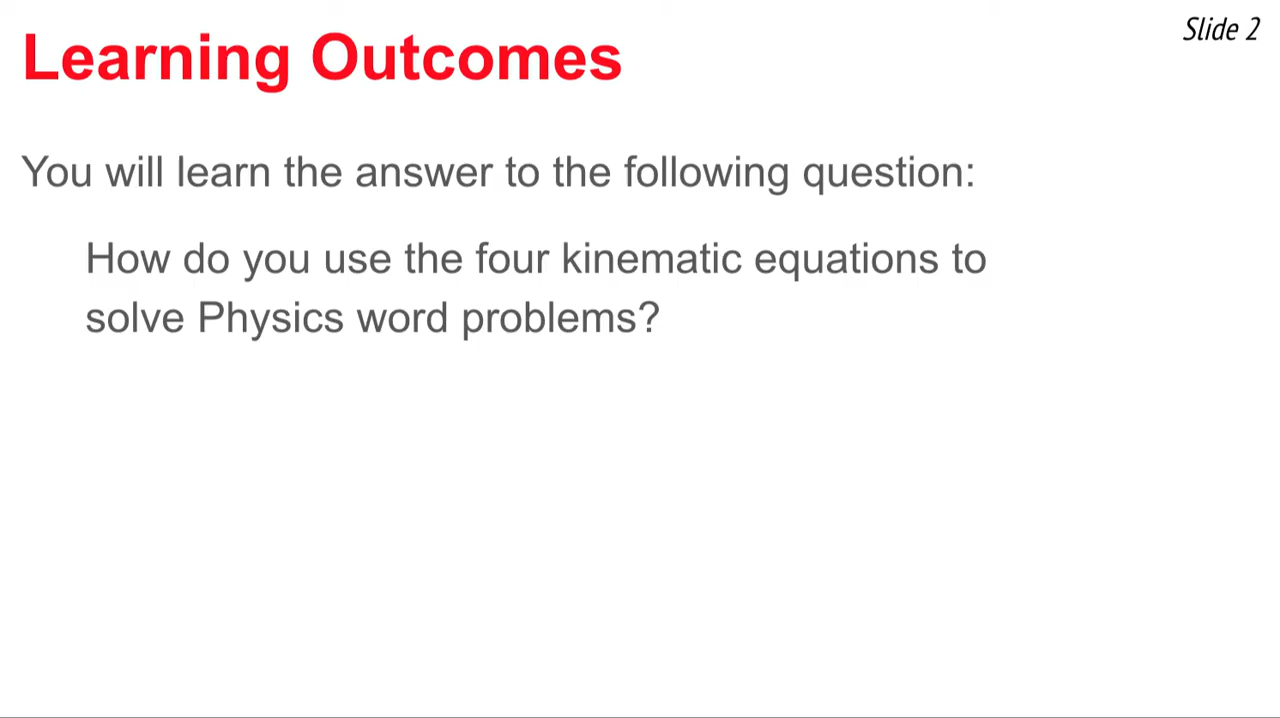 Slide 2
Learning Outcomes
You will learn the answer to the following question:
How do you use the four kinematic equations to
solve Physics word problems?